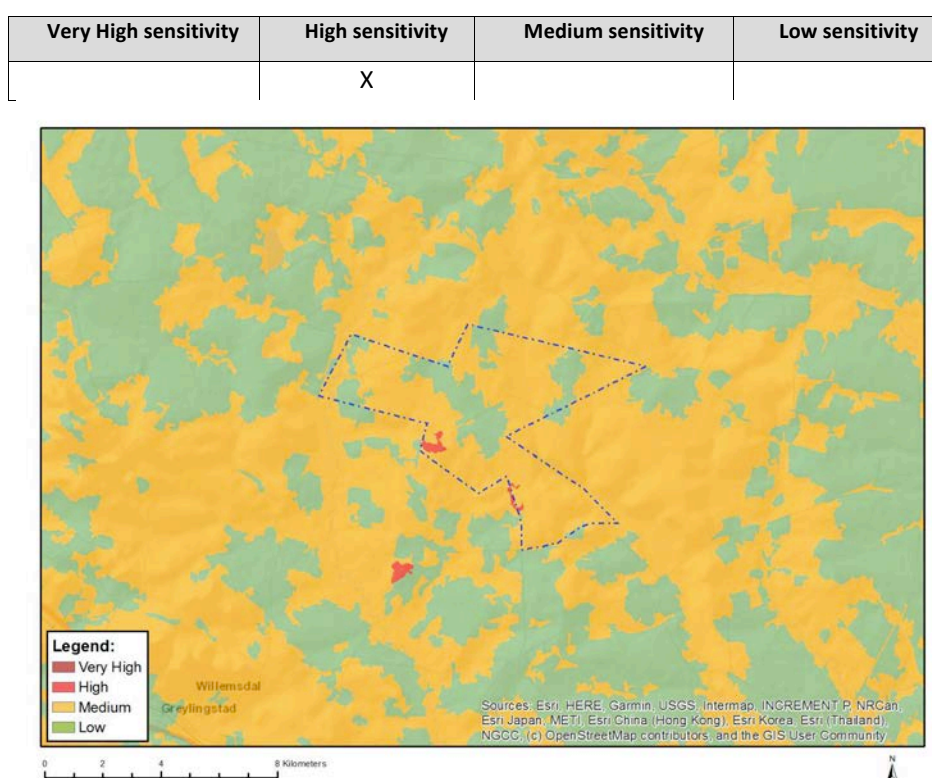 Very High sensitivity High sensitivity Medium sensitivity Low sensitivity
X
Legend:
Very High
High
Medium
Low
Willemsdal
Greylingstad
Sources: Esri, HERE, Garmin, USGS, Intermap, INCREMENT P, NRCan,
Esri Japan, METI, Esri China (Hong Kong), Esri Korea, Esri (Thailand),
NGCC, (c) OpenStreetMap contributors, and the GIS User Community
0 2 4 8 Kilometers
N